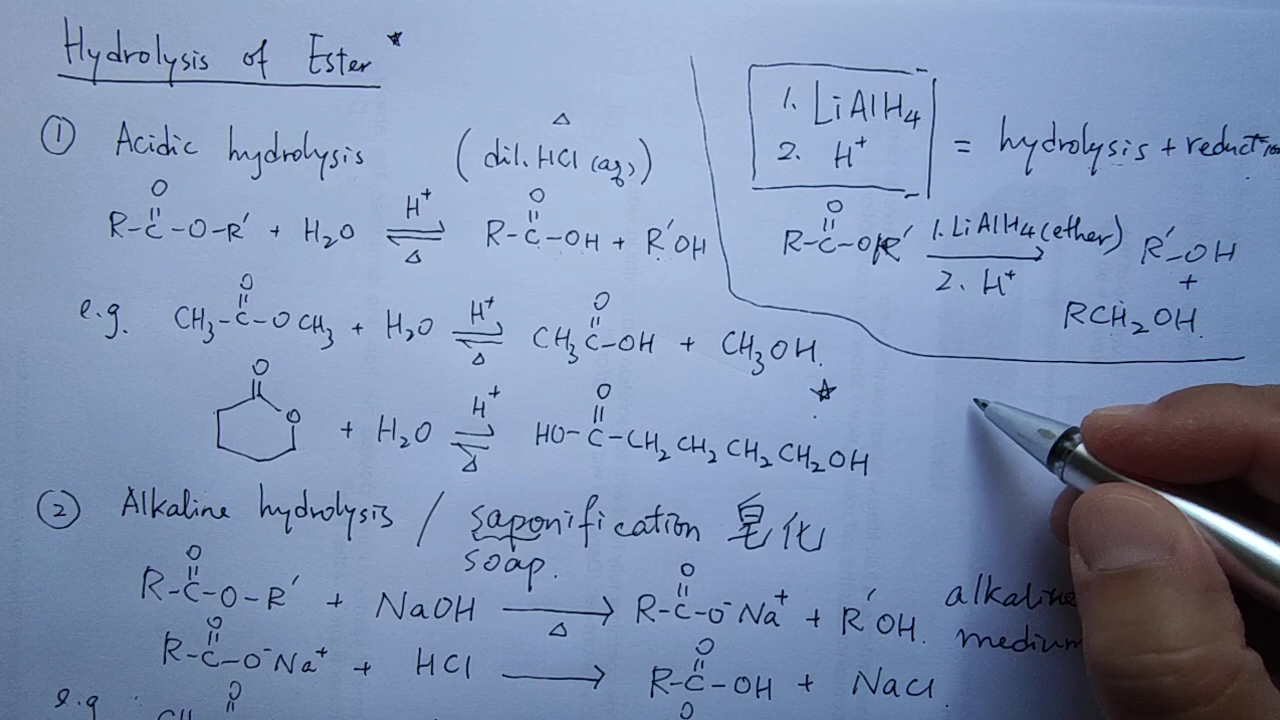 Hydrolysis of Ester *
① Acidic hydrolysis (dil. HCl (aq)) Δ
O
R-C-O-R' + H2O ⇌ H+ Δ
O
R-C-OH + R'OH
e.g. O
CH3-C-OCH3 + H2O ⇌ H+ Δ
O
CH3C-OH + CH3OH.
O
O
+ H2O ⇌ H+ Δ
O
HO-C-CH2CH2CH2CH2OH
② Alkaline hydrolysis / saponification 皂化
soap.
O
R-C-O-R' + NaOH → Δ
O
R-C-O-Na+ + R'OH. alkaline
medium
O
R-C-O-Na+ + HCl →
O
R-C-OH + NaCl.
e.g.
O
O
1. LiAlH4
2. H+
= hydrolysis + reduction
O
R-C-OR' 1. LiAlH4 (ether) → 2. H+
R'-OH
+
RCH2OH.